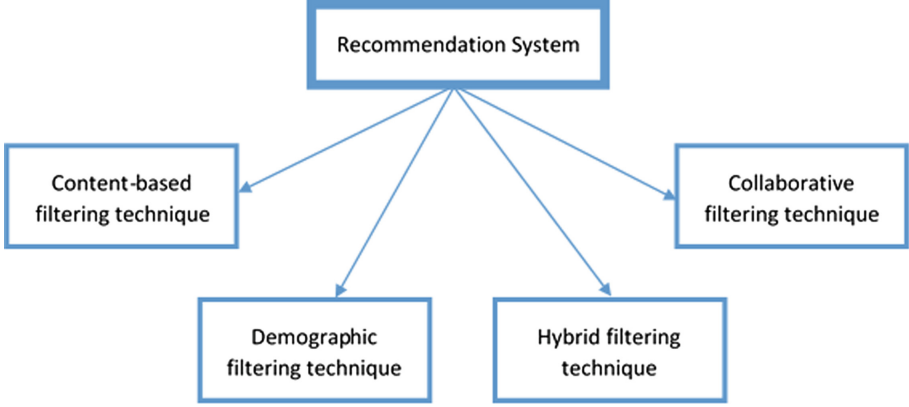 Recommendation System
Content-based
filtering technique
Collaborative
filtering technique
Demographic
filtering technique
Hybrid filtering
technique